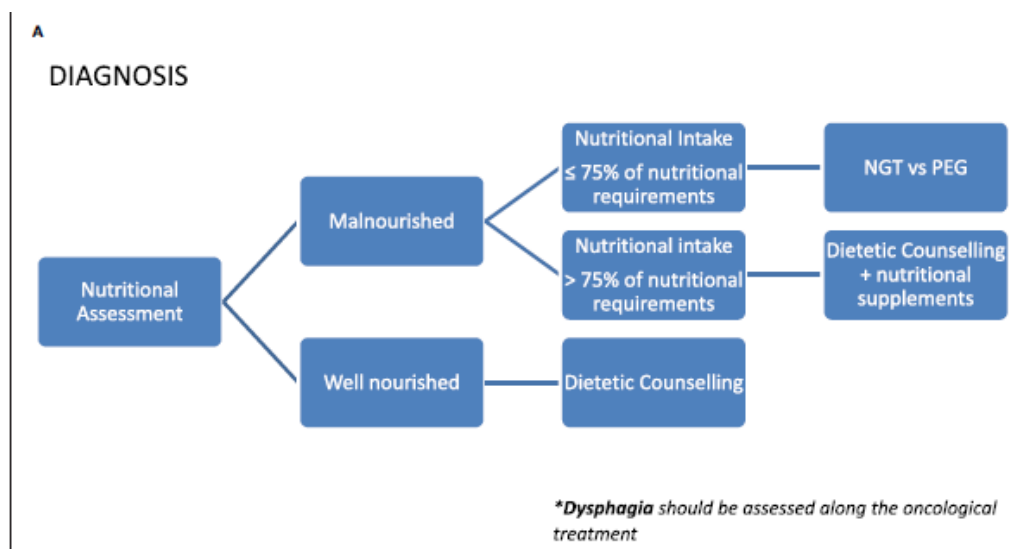 A
DIAGNOSIS
Nutritional Intake
≤ 75% of nutritional
requirements
NGT vs PEG
Malnourished
Nutritional intake
> 75% of nutritional
requirements
Dietetic Counselling
+ nutritional
supplements
Nutritional
Assessment
Well nourished
Dietetic Counselling
*Dysphagia should be assessed along the oncological
treatment